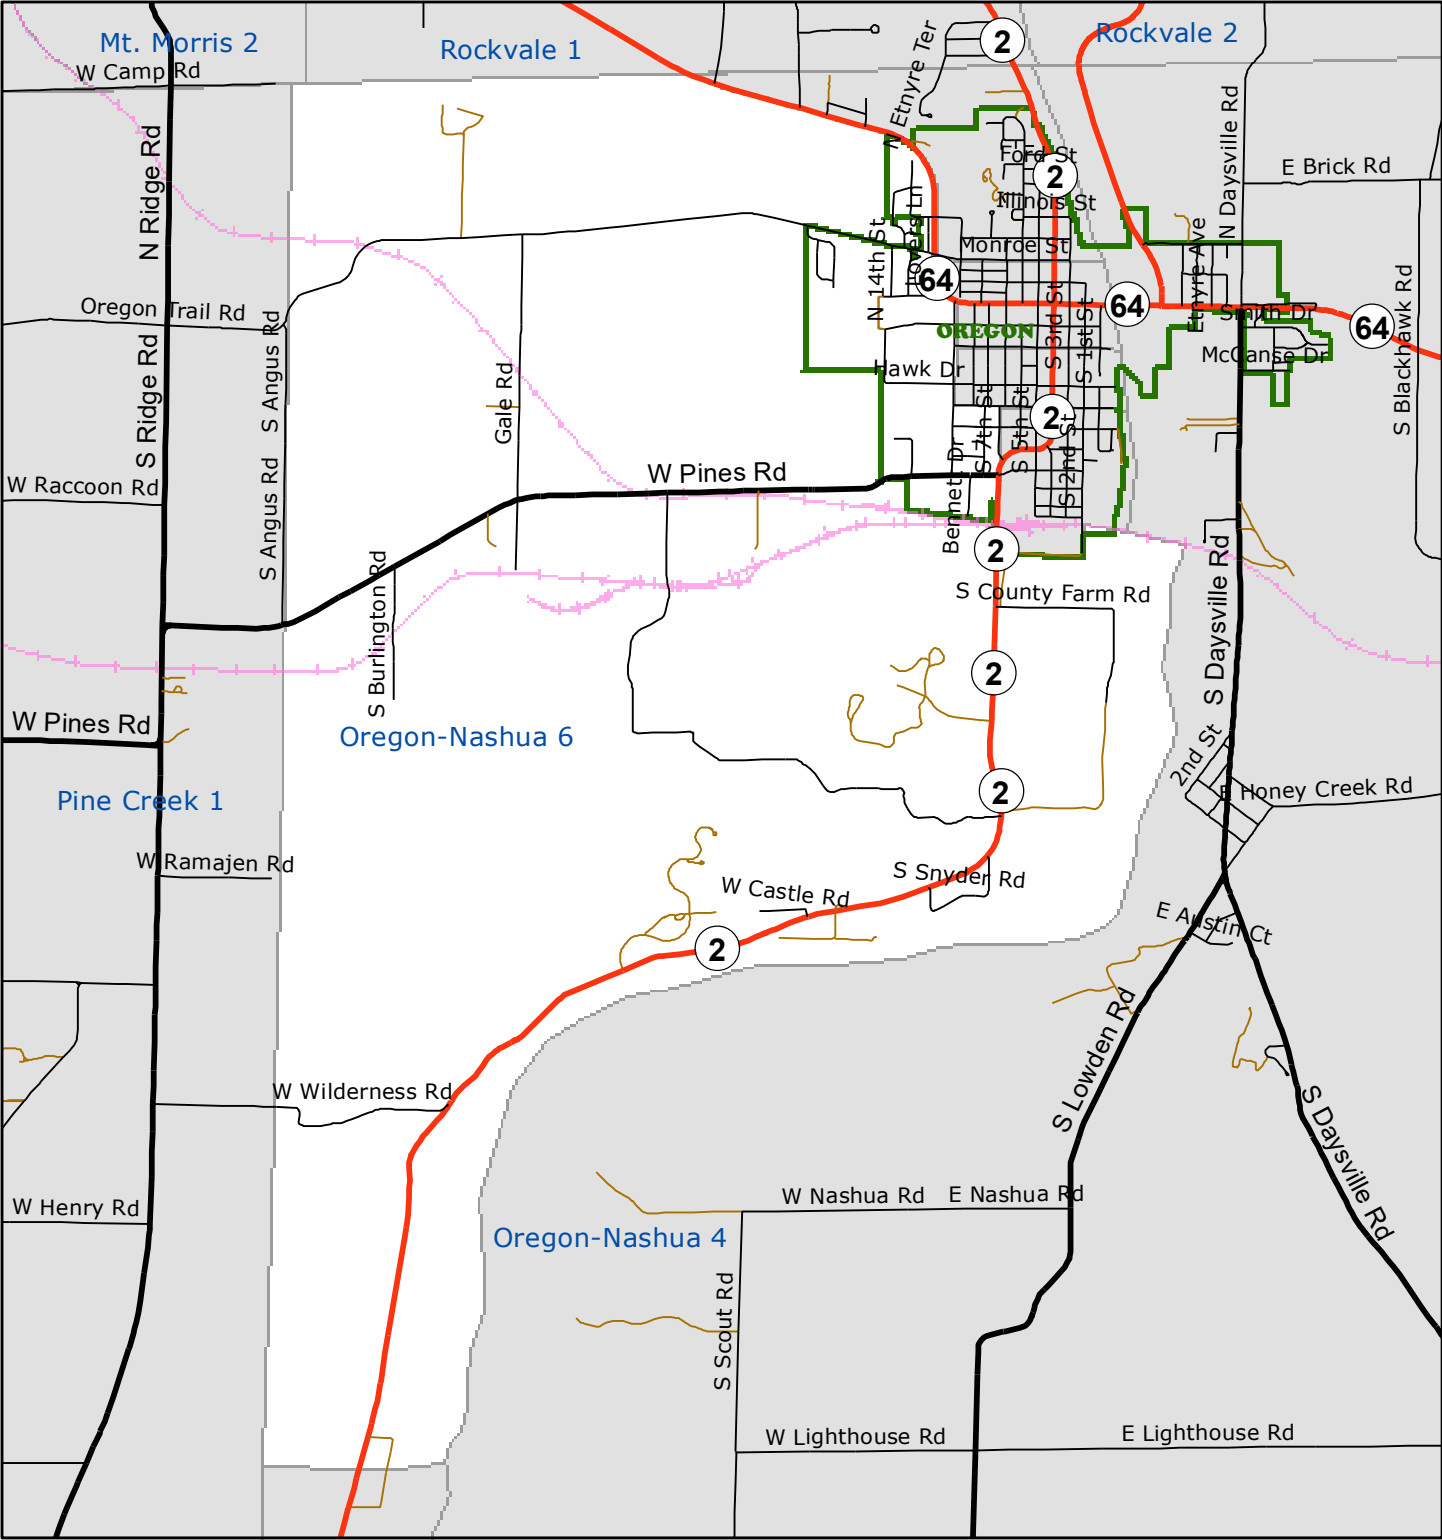 Mt. Morris 2
Rockvale 1
Rockvale 2
2
W Camp Rd
N Etnyre Ter
N Daysville Rd
N Ridge Rd
Ford St
2
E Brick Rd
Illinois St
N 14th St
Monroe St
Etnyre Ave
64
64
64
Oregon Trail Rd
S Angus Rd
S Ridge Rd
Smith Dr
OREGON
S 3rd St
S 1st St
McCanse Dr
S Blackhawk Rd
Hawk Dr
Gale Rd
2
S 7th St
S 5th St
S 2nd St
W Pines Rd
W Raccoon Rd
S Angus Rd
Bennett Dr
2
S Burlington Rd
S County Farm Rd
S Daysville Rd
2
W Pines Rd
Oregon-Nashua 6
2nd St
Pine Creek 1
2
E Honey Creek Rd
W Ramajen Rd
W Castle Rd
S Snyder Rd
E Austin Ct
2
S Lowden Rd
W Wilderness Rd
S Daysville Rd
W Henry Rd
W Nashua Rd
E Nashua Rd
Oregon-Nashua 4
S Scout Rd
W Lighthouse Rd
E Lighthouse Rd